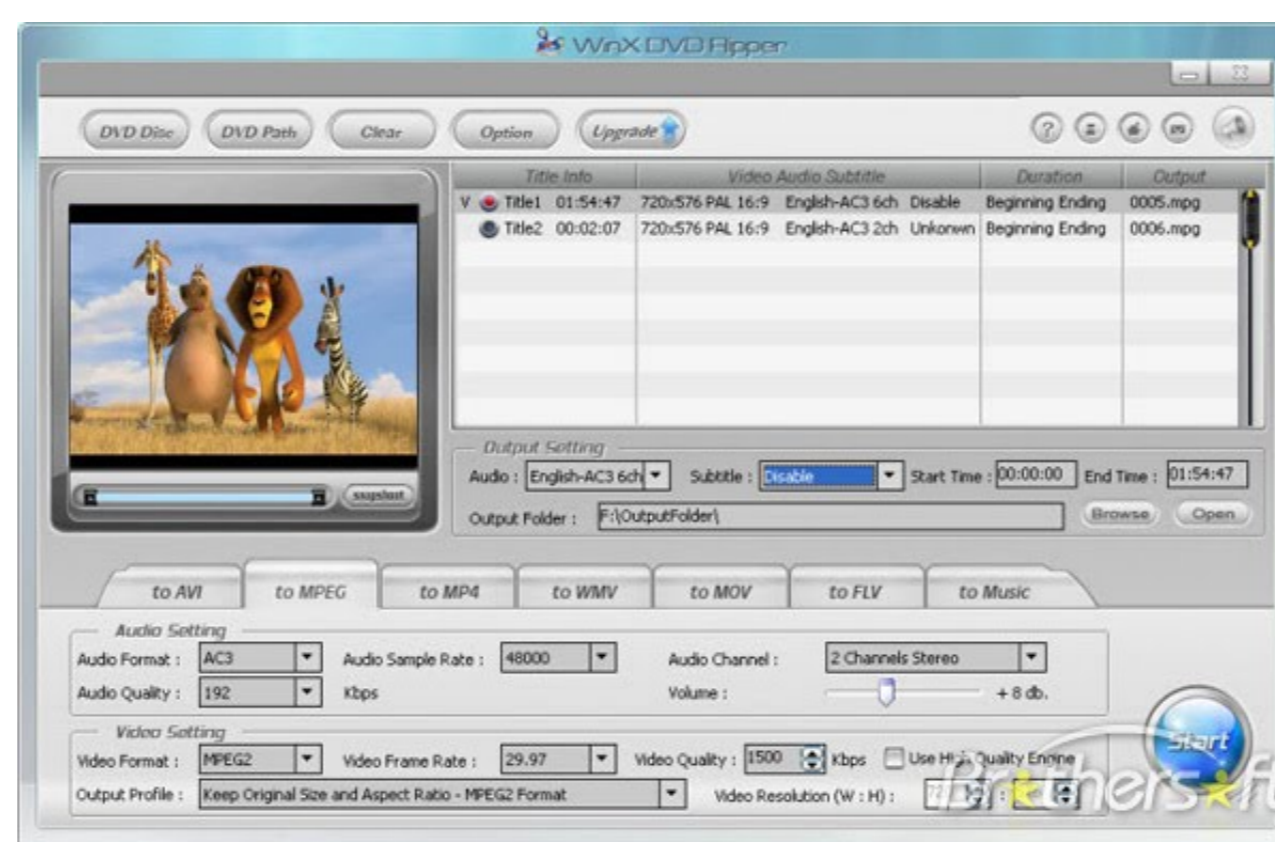 WinX DVD Ripper
DVD Disc DVD Path Clear Option Upgrade
Title Info Video Audio Subtitle Duration Output
V Title1 01:54:47 720x576 PAL 16:9 English-AC3 6ch Disable Beginning Ending 0005.mpg
Title2 00:02:07 720x576 PAL 16:9 English-AC3 2ch Unkonwn Beginning Ending 0006.mpg
Output Setting
Audio : English-AC3 6ch Subtitle : Disable Start Time : 00:00:00 End Time : 01:54:47
snapshot
Output Folder : F:\OutputFolder\ Browse Open
to AVI to MPEG to MP4 to WMV to MOV to FLV to Music
Audio Setting
Audio Format : AC3 Audio Sample Rate : 48000 Audio Channel : 2 Channels Stereo
Audio Quality : 192 Kbps Volume : + 8 db.
Start
Video Setting
Video Format : MPEG2 Video Frame Rate : 29.97 Video Quality : 1500 Kbps Use High Quality Engine
Output Profile : Keep Original Size and Aspect Ratio - MPEG2 Format Video Resolution (W : H) : :
Brothersoft